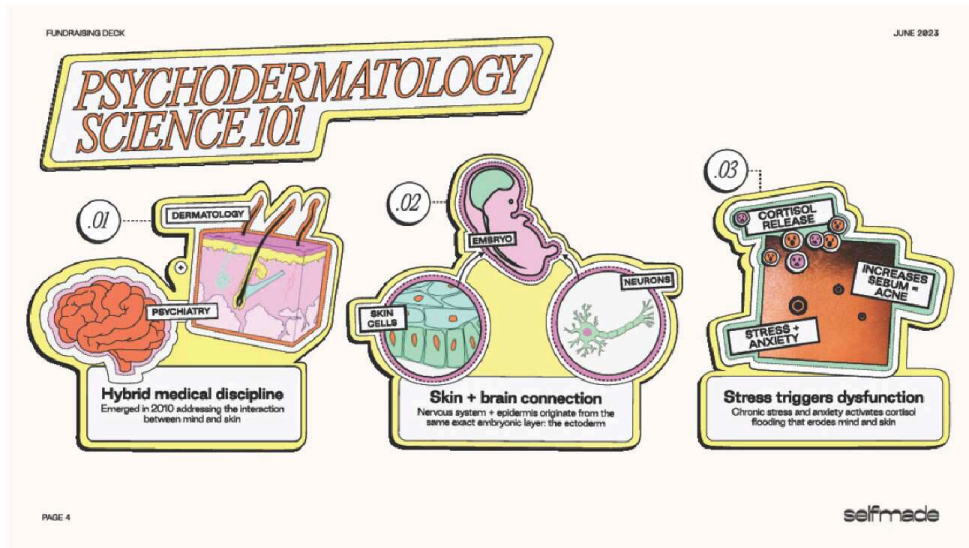 FUNDRAISING DECK
JUNE 2023
PSYCHODERMATOLOGY
SCIENCE 101
.01
DERMATOLOGY
PSYCHIATRY
Hybrid medical discipline
Emerged in 2010 addressing the interaction
between mind and skin
.02
EMBRYO
SKIN
CELLS
NEURONS
Skin + brain connection
Nervous system + epidermis originate from the
same exact embryonic layer: the ectoderm
.03
CORTISOL
RELEASE
INCREASES
SEBUM =
ACNE
STRESS +
ANXIETY
Stress triggers dysfunction
Chronic stress and anxiety activates cortisol
flooding that erodes mind and skin
PAGE 4
selfmade